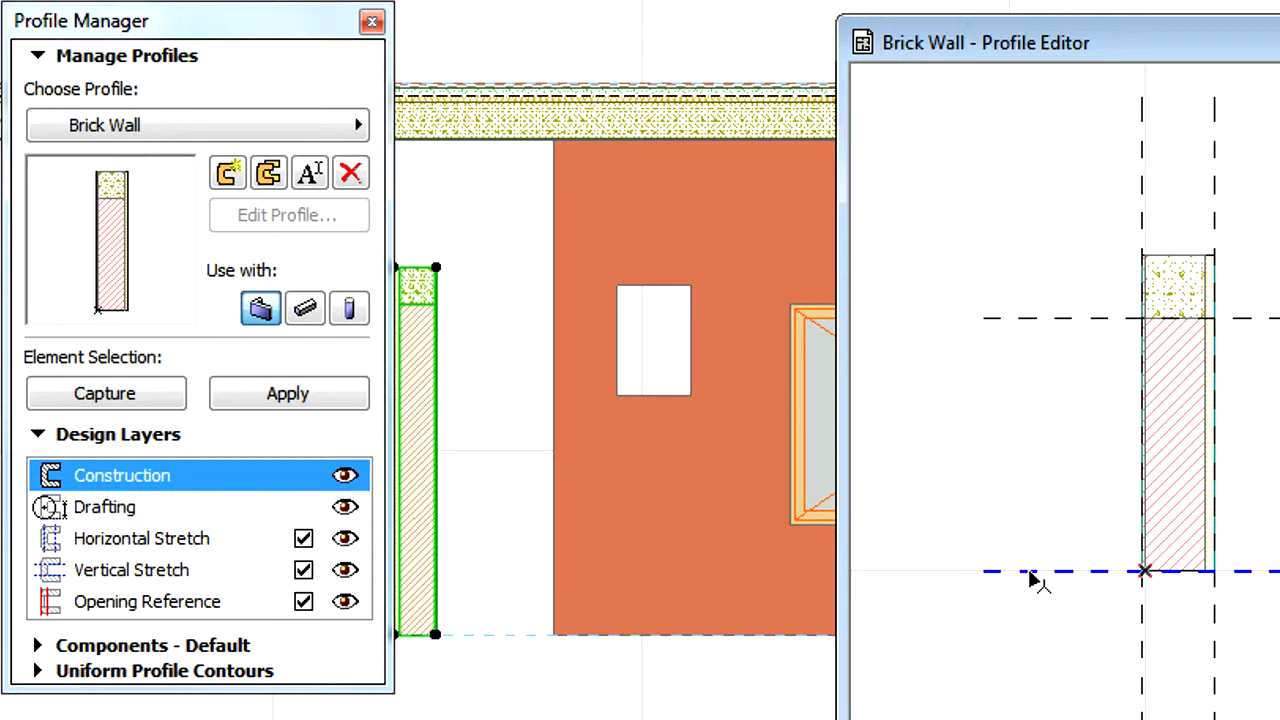 Profile Manager
Manage Profiles
Choose Profile:
Brick Wall
Edit Profile...
Use with:
Element Selection:
Capture
Apply
Design Layers
Construction
Drafting
Horizontal Stretch
Vertical Stretch
Opening Reference
Components - Default
Uniform Profile Contours
Brick Wall - Profile Editor